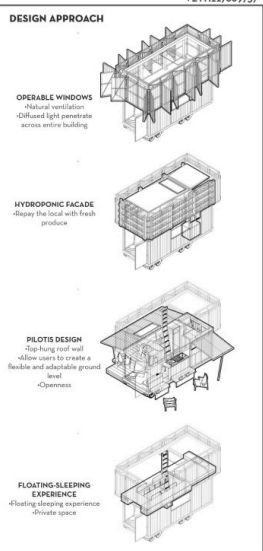 DESIGN APPROACH
OPERABLE WINDOWS
•Natural ventilation
•Diffused light penetrate
across entire building
HYDROPONIC FACADE
•Repay the local with fresh
produce
PILOTIS DESIGN
•Top-hung roof wall
•Allow users to create a
flexible and adaptable ground
level
•Openness
FLOATING-SLEEPING
EXPERIENCE
•Floating-sleeping experience
•Private space